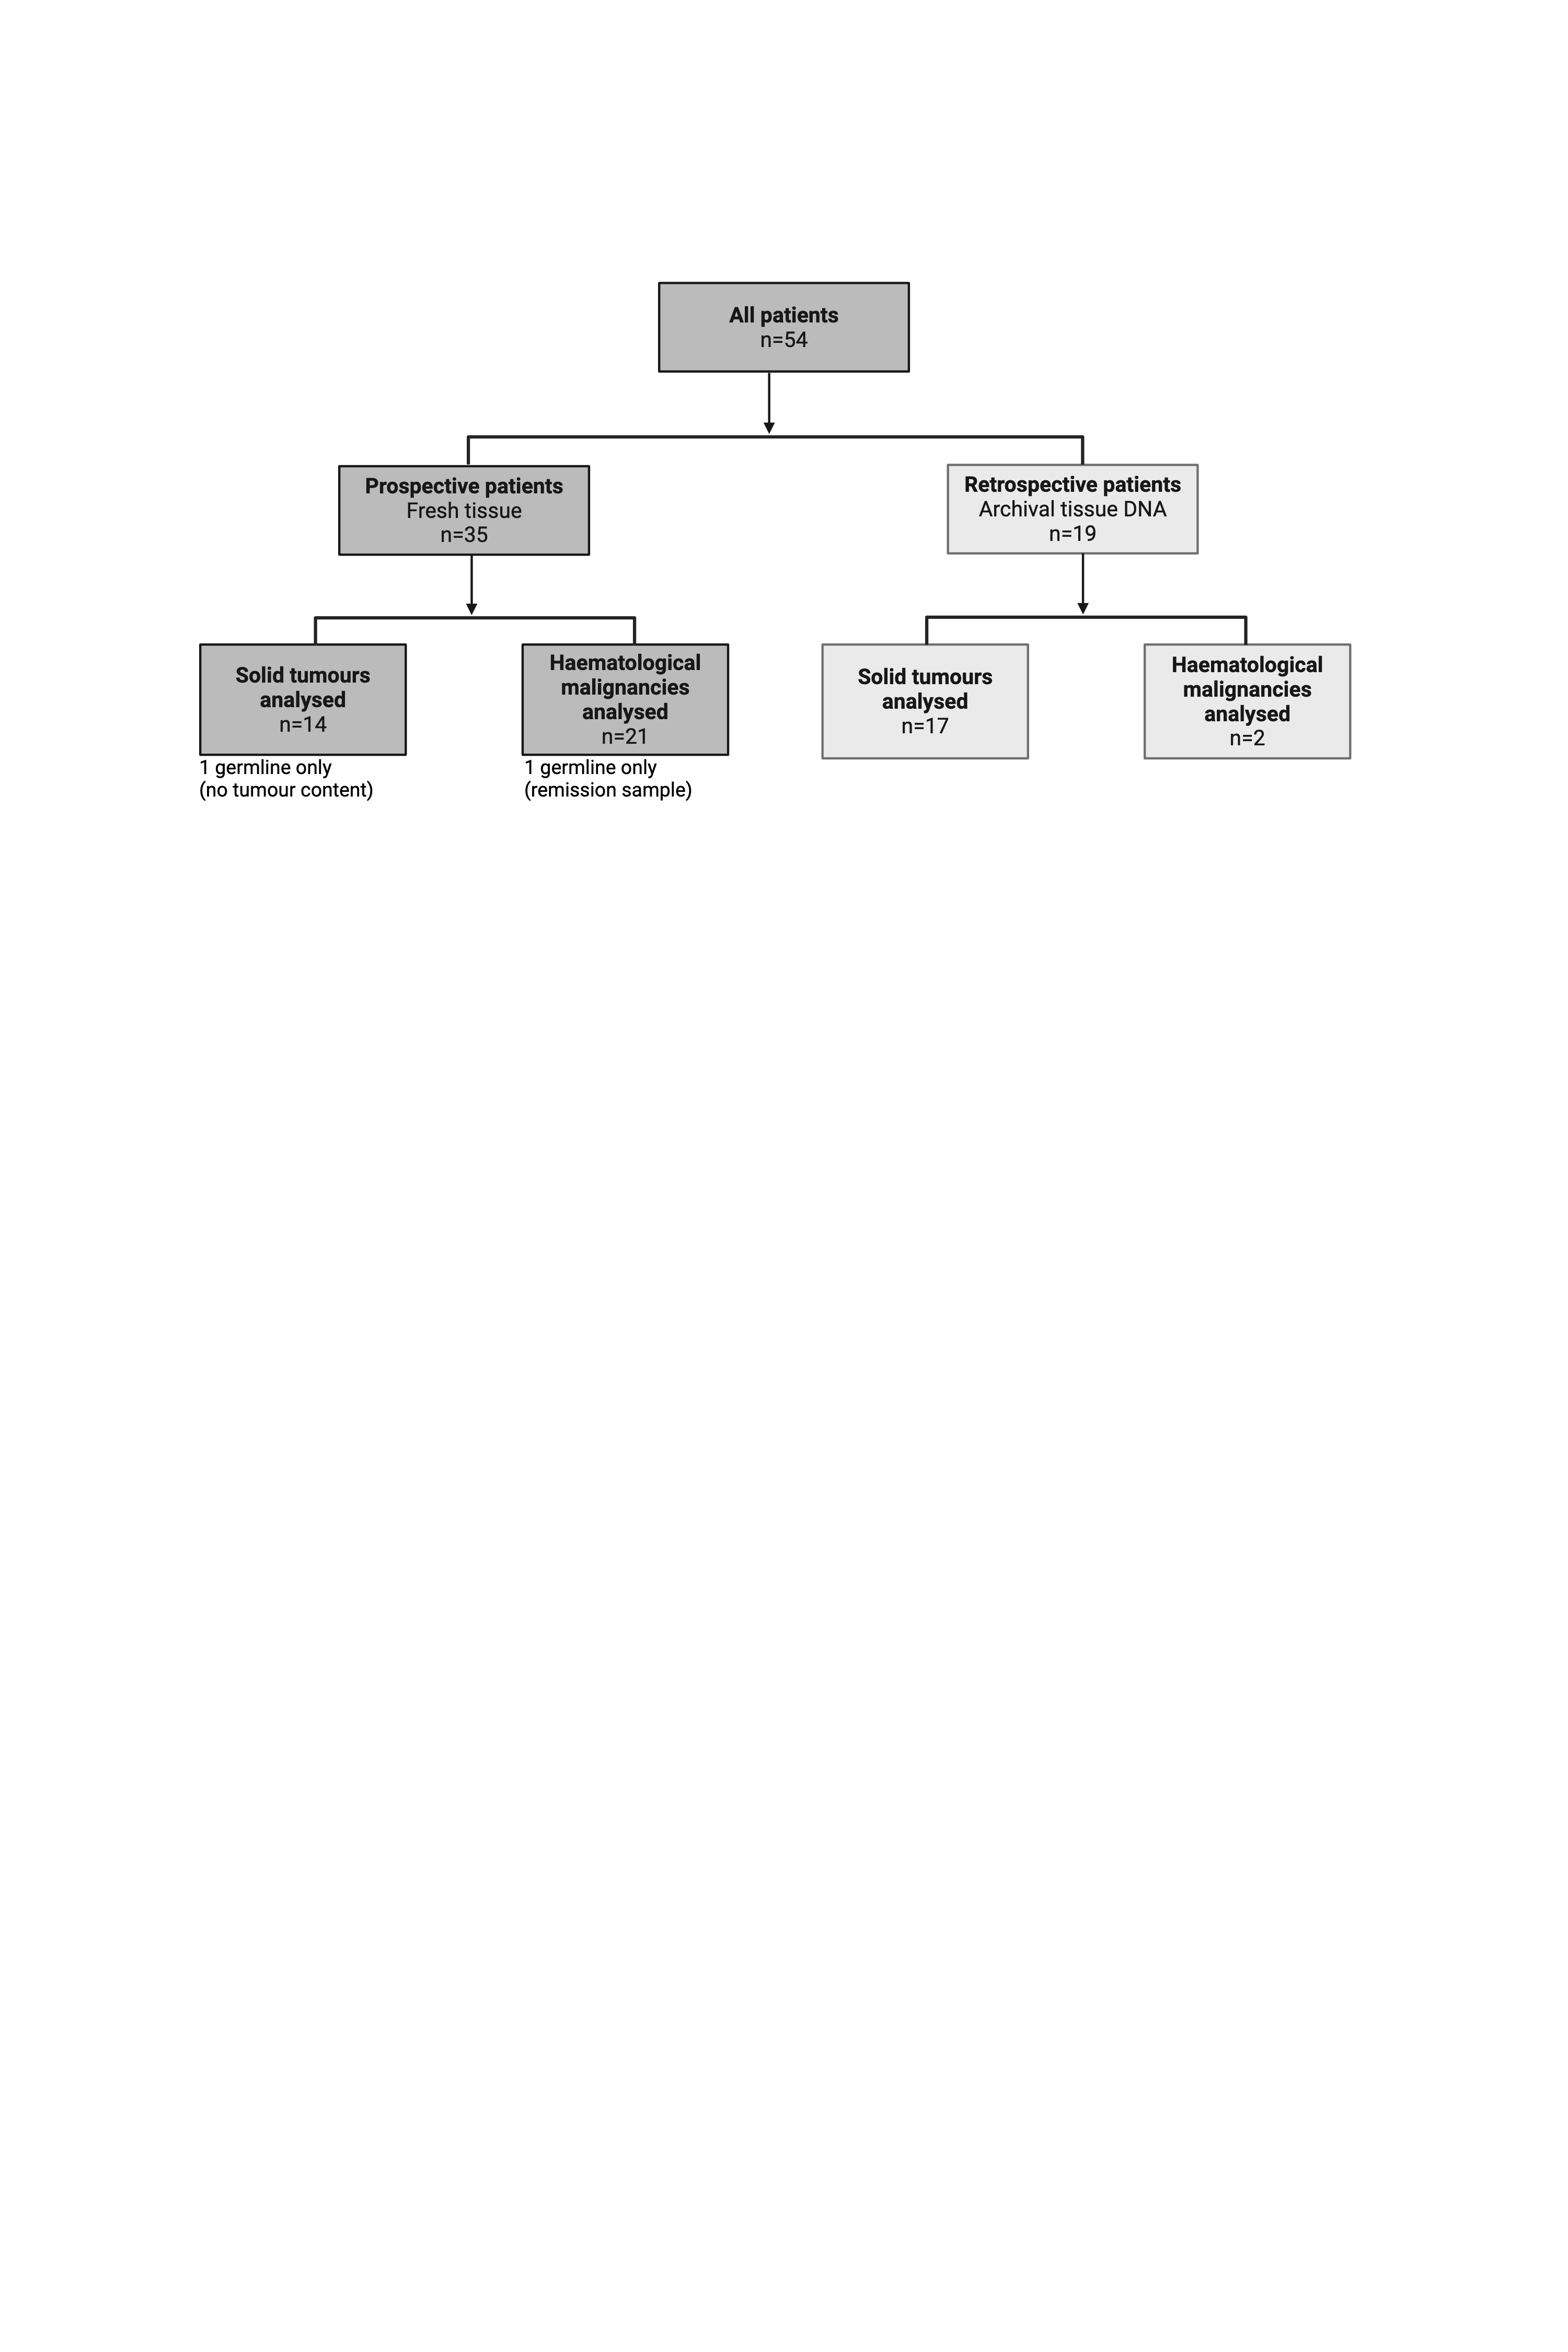 All patients
n=54
Prospective patients
Fresh tissue
n=35
Retrospective patients
Archival tissue DNA
n=19
Solid tumours
analysed
n=14
1 germline only
(no tumour content)
Haematological
malignancies
analysed
n=21
1 germline only
(remission sample)
Solid tumours
analysed
n=17
Haematological
malignancies
analysed
n=2